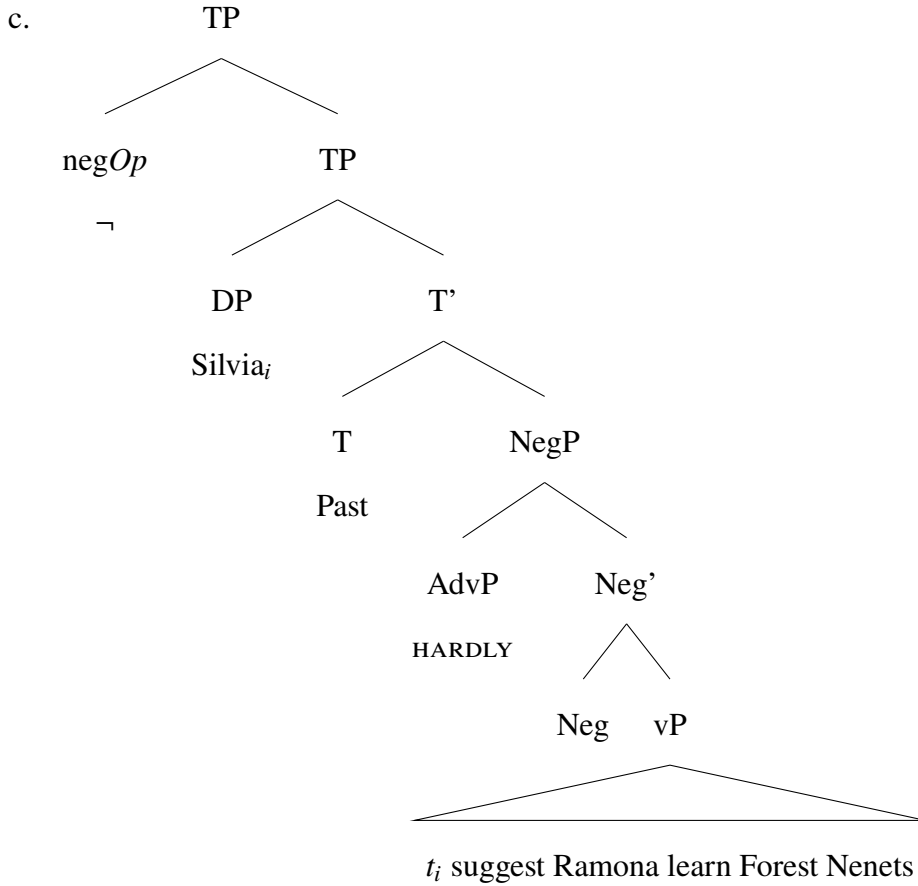 c. TP
negOp TP
¬
DP T’
Silviai
T NegP
Past
AdvP Neg’
HARDLY
Neg vP
ti suggest Ramona learn Forest Nenets